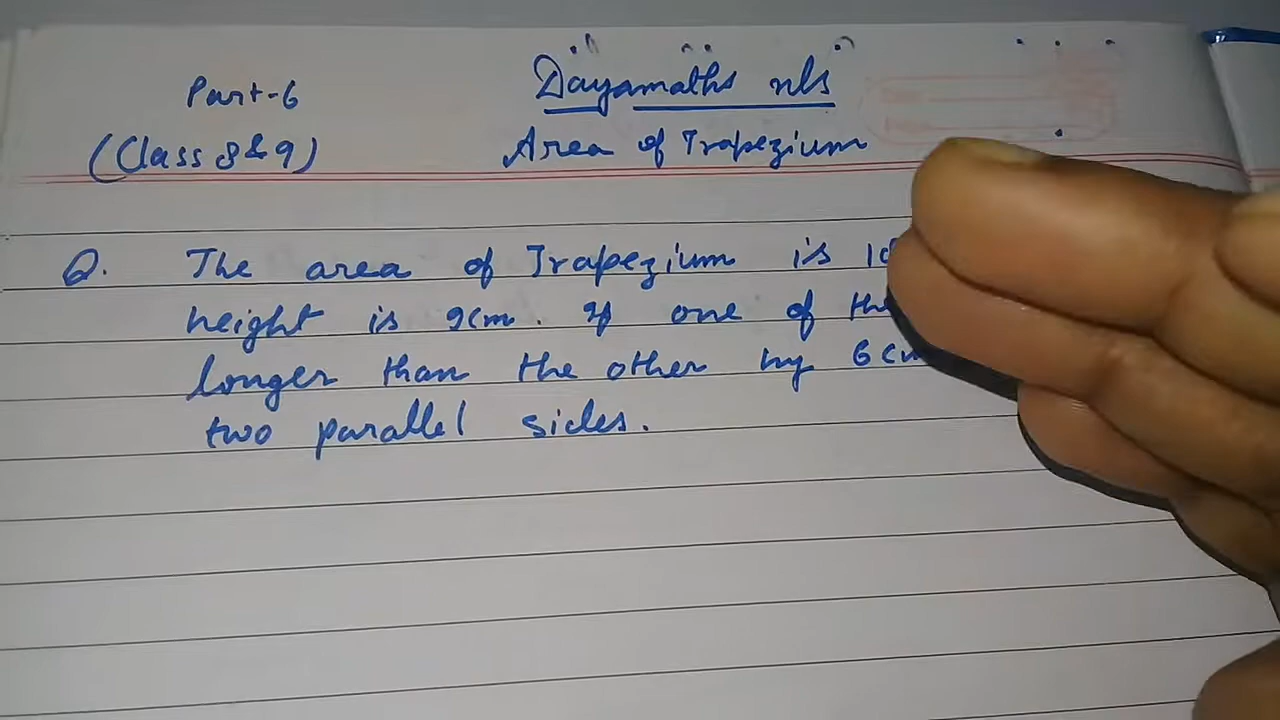 Part-6
Dayamaths nls
(Class 8&9)
Area of Trapezium
Q. The area of Trapezium is
height is 9cm. If one of the
longer than the other by 6
two parallel sides.